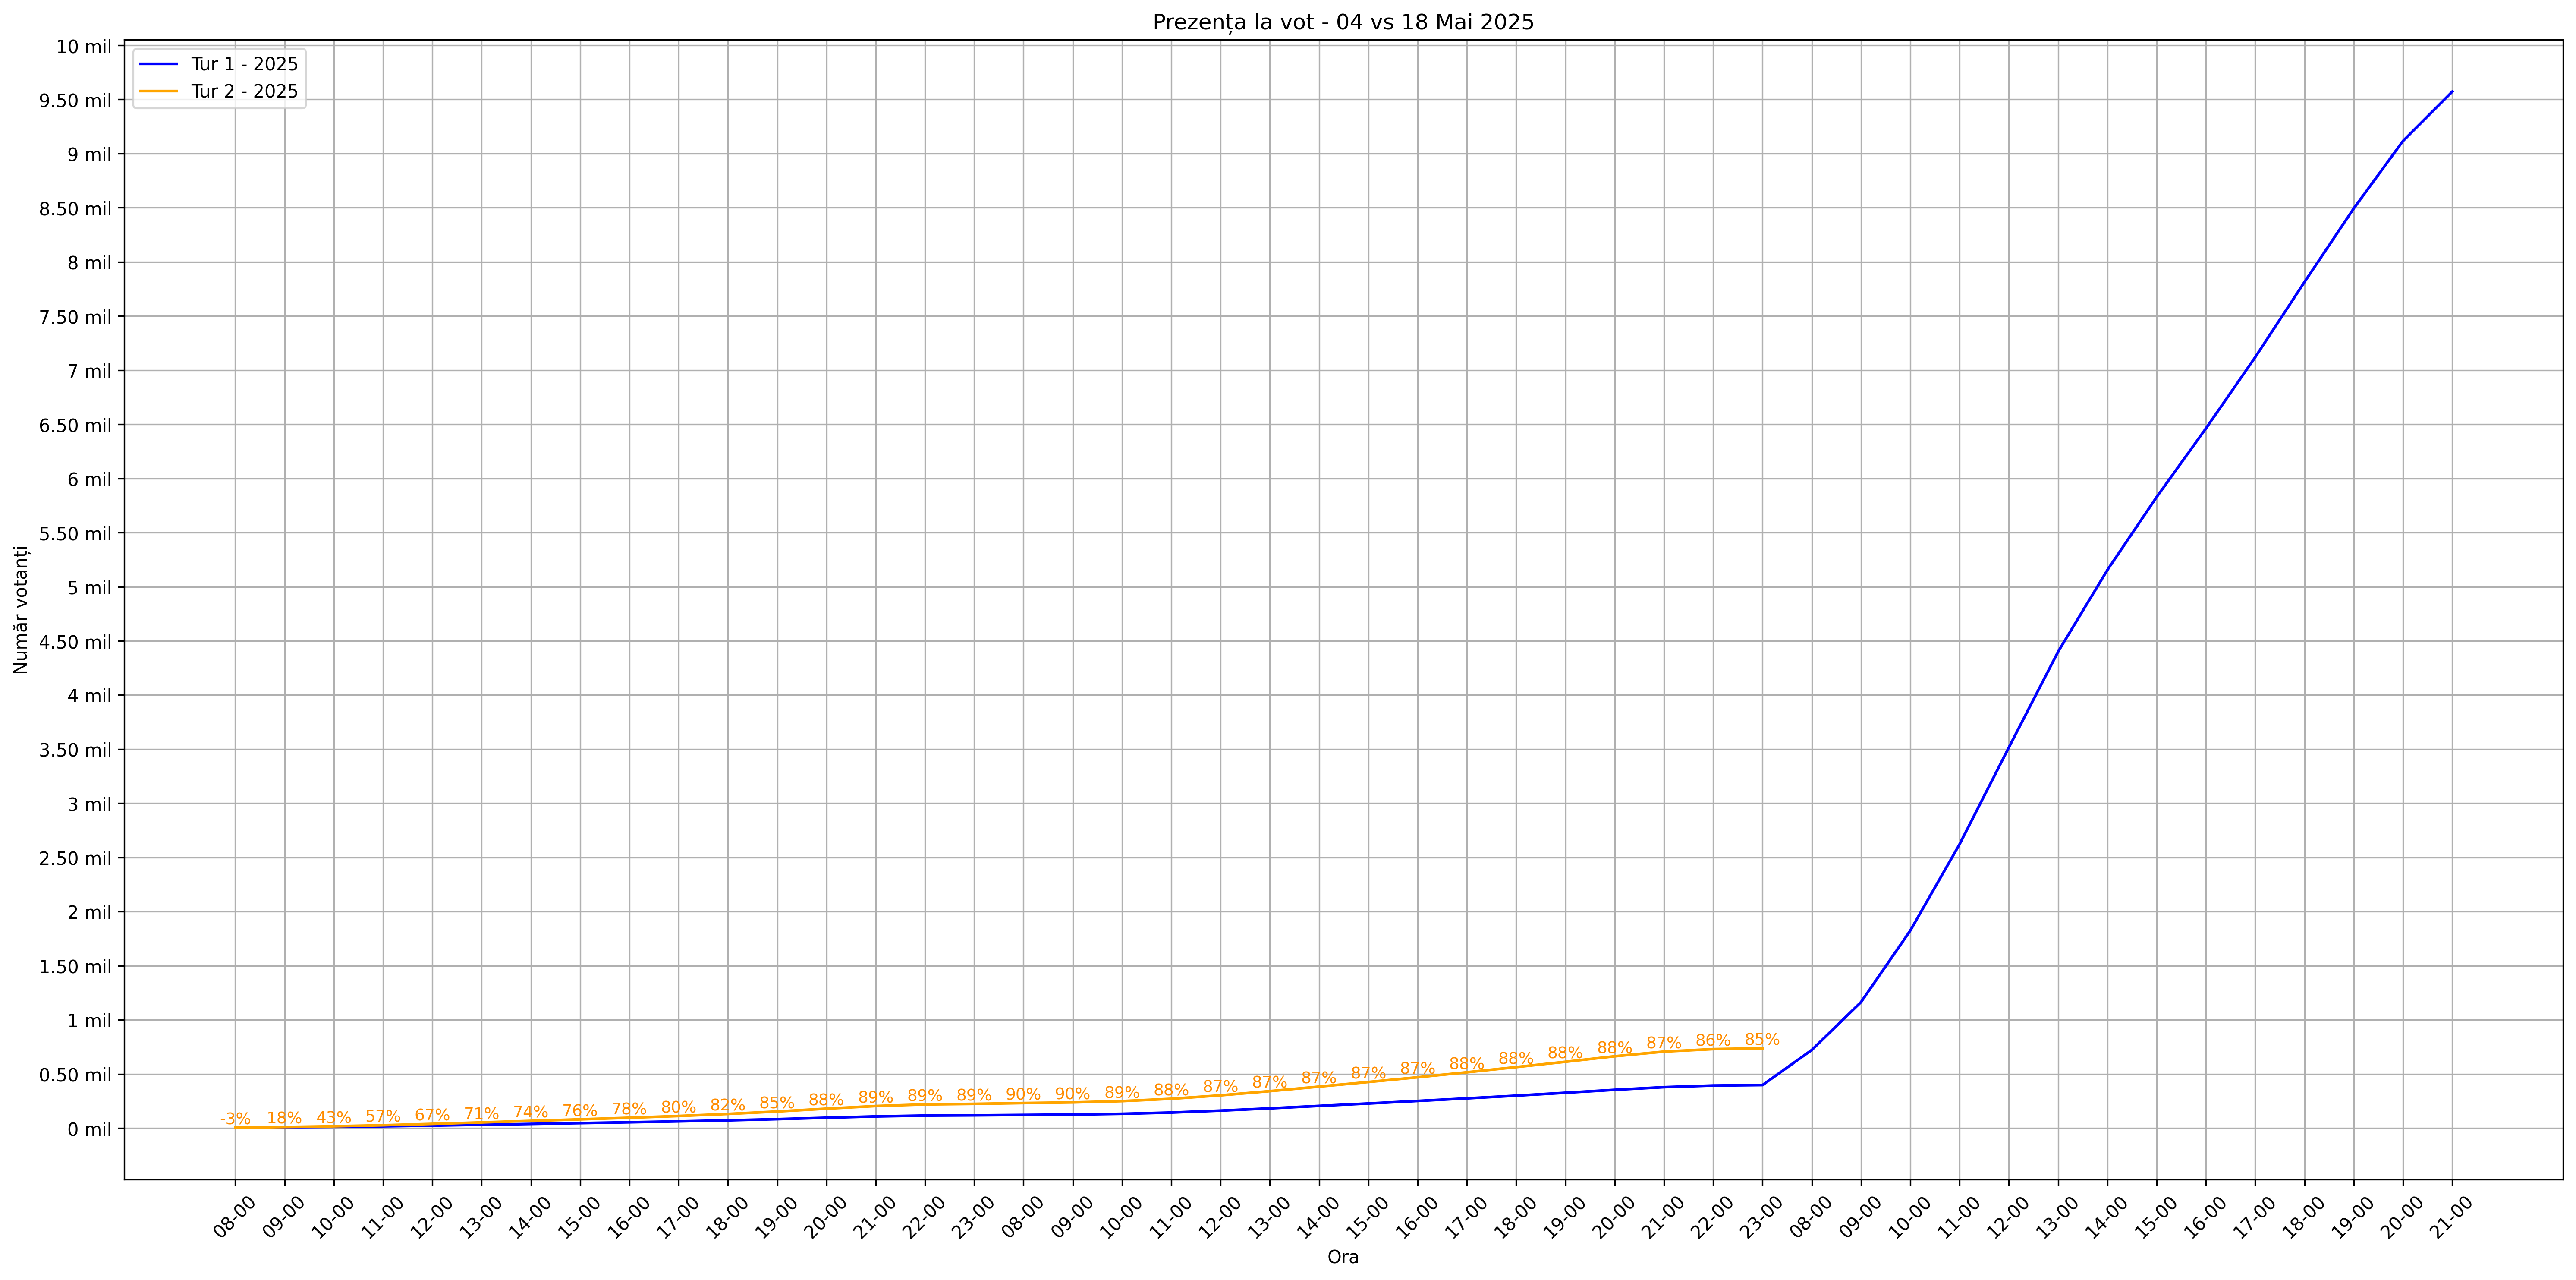 Prezența la vot - 04 vs 18 Mai 2025
Tur 1 - 2025
Tur 2 - 2025
Număr votanți
10 mil
9.50 mil
9 mil
8.50 mil
8 mil
7.50 mil
7 mil
6.50 mil
6 mil
5.50 mil
5 mil
4.50 mil
4 mil
3.50 mil
3 mil
2.50 mil
2 mil
1.50 mil
1 mil
0.50 mil
0 mil
-3% 18% 43% 57% 67% 71% 74% 76% 78% 80% 82% 85% 88% 89% 89% 89% 90% 90% 89% 88% 87% 87% 87% 87% 87% 88% 88% 88% 88% 87% 86% 85%
08-00 09-00 10-00 11-00 12-00 13-00 14-00 15-00 16-00 17-00 18-00 19-00 20-00 21-00 22-00 23-00 08-00 09-00 10-00 11-00 12-00 13-00 14-00 15-00 16-00 17-00 18-00 19-00 20-00 21-00 22-00 23-00 08-00 09-00 10-00 11-00 12-00 13-00 14-00 15-00 16-00 17-00 18-00 19-00 20-00 21-00
Ora